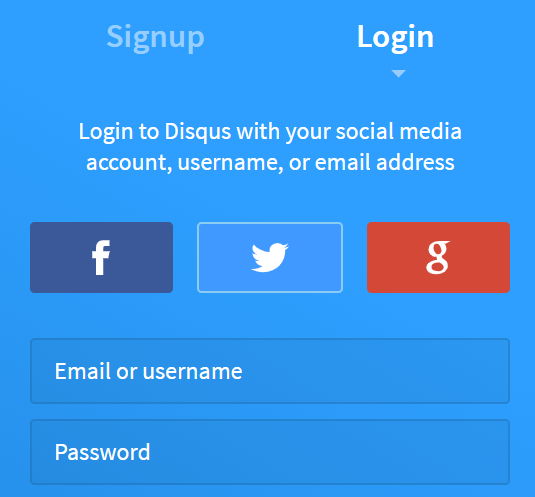 Signup Login
Login to Disqus with your social media
account, username, or email address
f g
Email or username
Password